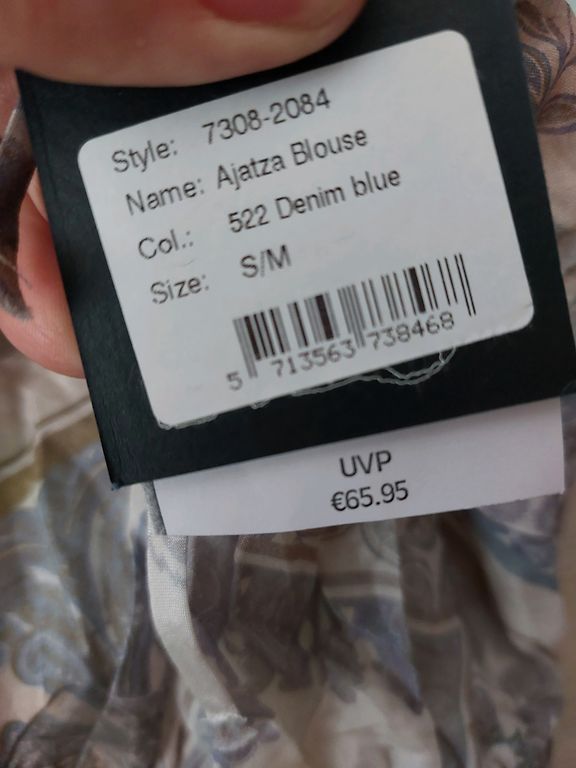 Style: 7308-2084
Name: Ajatza Blouse
Col.: 522 Denim blue
Size: S/M
5 713563 738468
UVP
€65.95